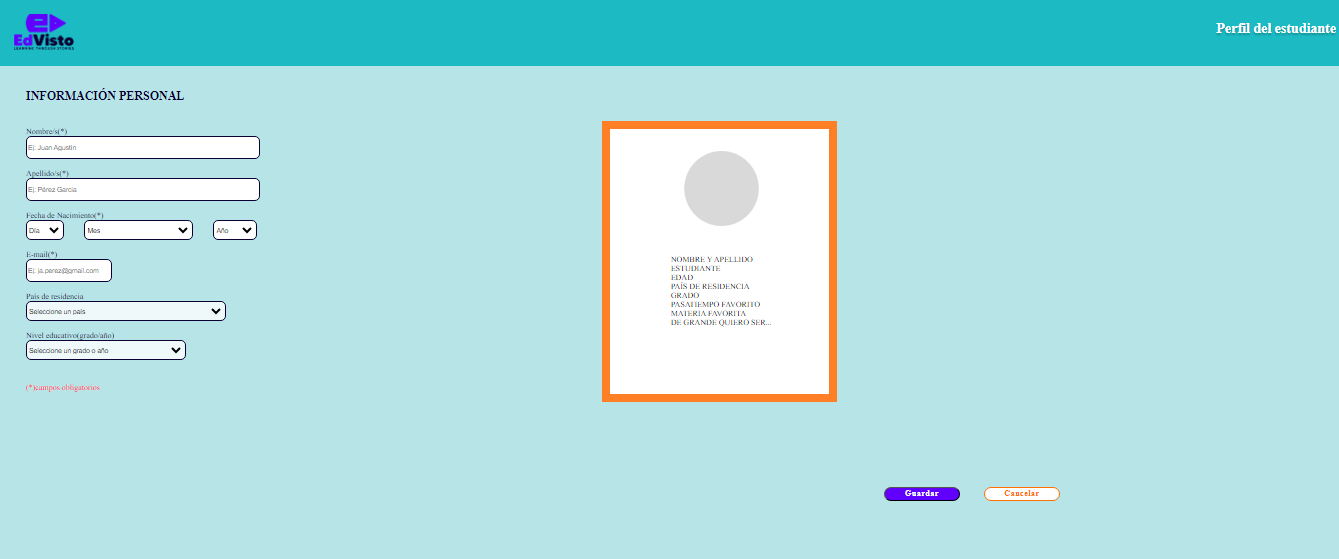 EdVisto
LEARNING THROUGH STORIES
Perfil del estudiante
INFORMACIÓN PERSONAL
Nombre/s(*)
Ej: Juan Agustin
Apellido/s(*)
Ej: Pérez Garcia
Fecha de Nacimiento(*)
Día Mes Año
E-mail(*)
Ej: ja.perez@gmail.com
País de residencia
Seleccione un país
Nivel educativo(grado/año)
Seleccione un grado o año
(*)campos obligatorios
NOMBRE Y APELLIDO
ESTUDIANTE
EDAD
PAÍS DE RESIDENCIA
GRADO
PASATIEMPO FAVORITO
MATERIA FAVORITA
DE GRANDE QUIERO SER...
Guardar Cancelar